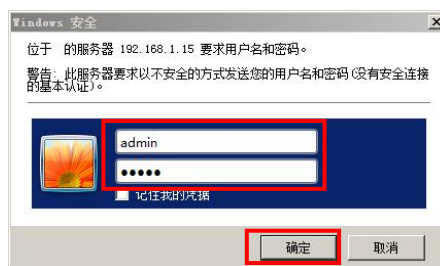 Windows 安全
位于 的服务器 192.168.1.15 要求用户名和密码。
警告: 此服务器要求以不安全的方式发送您的用户名和密码(没有安全连接
的基本认证)。
admin
●●●●●
记住我的凭据
确定
取消